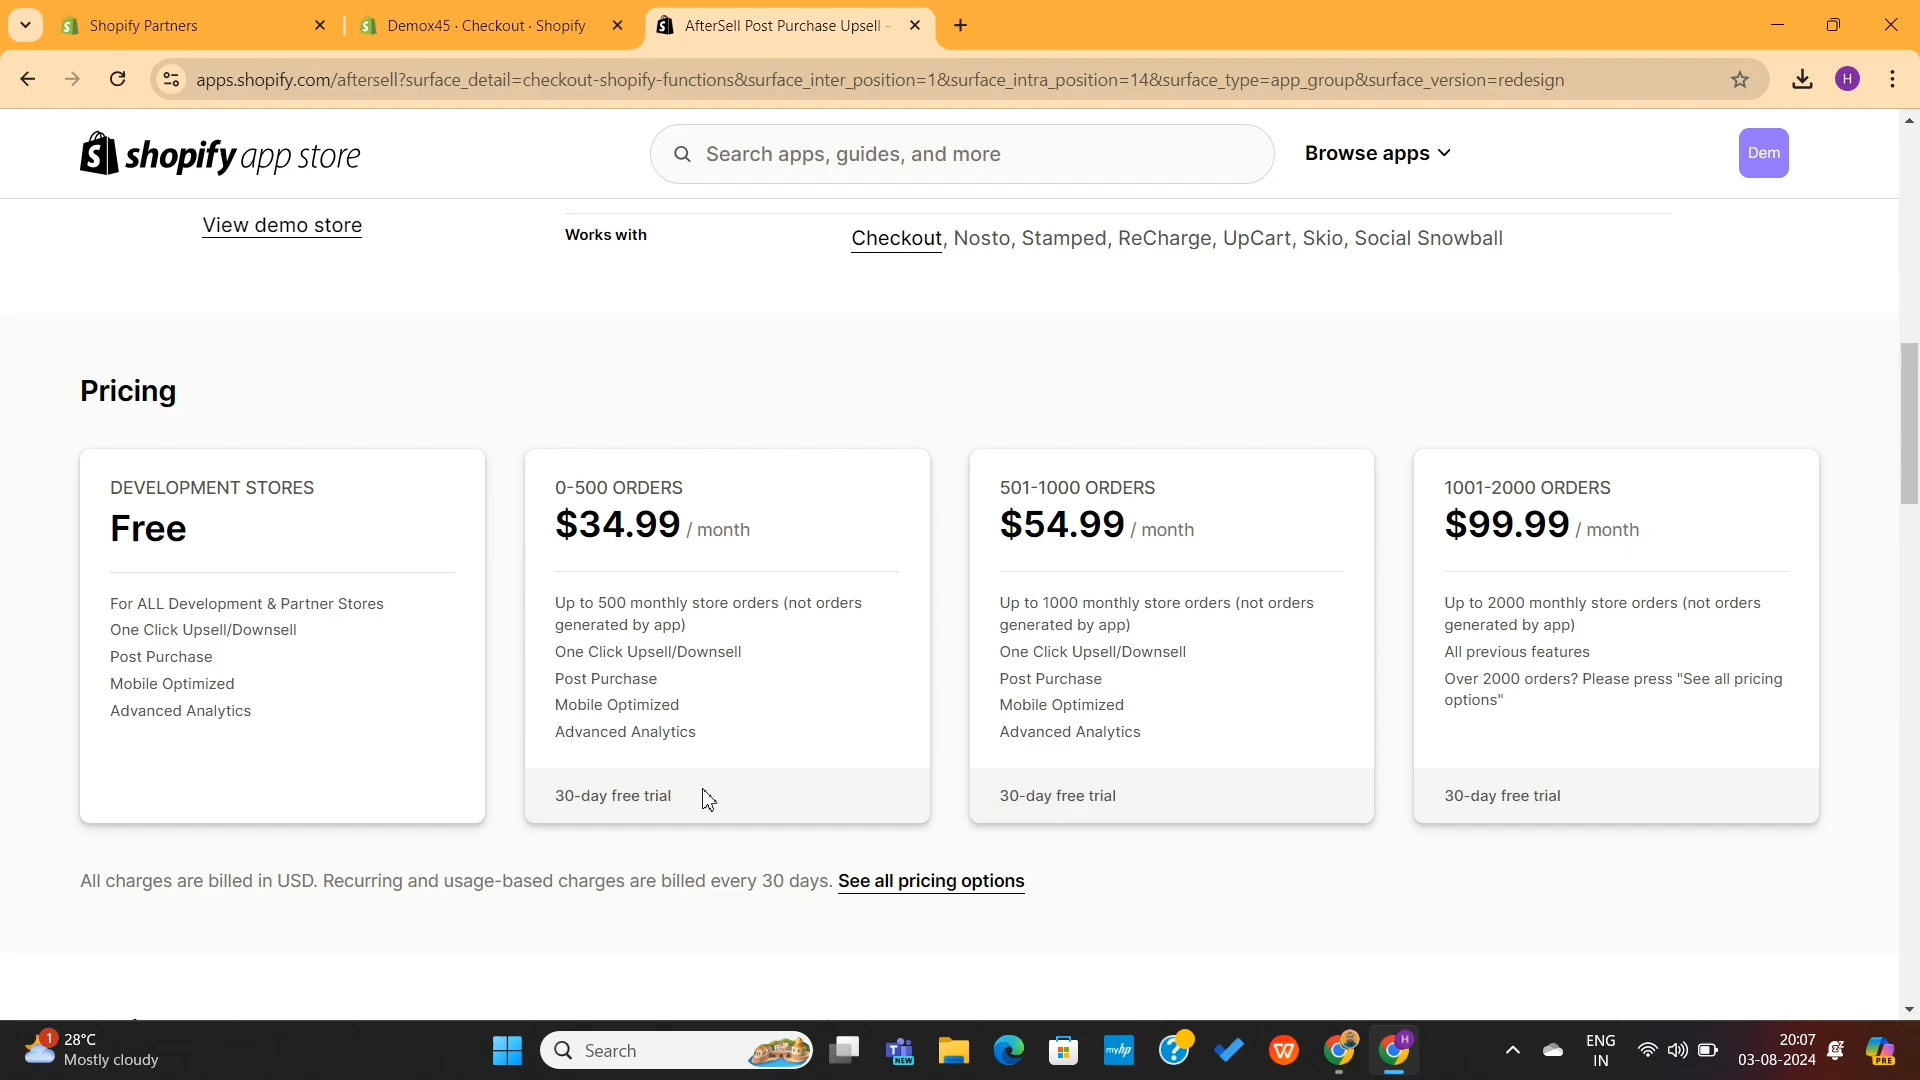 Shopify Partners
Demox45 · Checkout · Shopify
AfterSell Post Purchase Upsell -
apps.shopify.com/aftersell?surface_detail=checkout-shopify-functions&surface_inter_position=1&surface_intra_position=14&surface_type=app_group&surface_version=redesign
H
shopify app store
Search apps, guides, and more
Browse apps
Dem
View demo store
Works with
Checkout, Nosto, Stamped, ReCharge, UpCart, Skio, Social Snowball
Pricing
DEVELOPMENT STORES
Free
For ALL Development & Partner Stores
One Click Upsell/Downsell
Post Purchase
Mobile Optimized
Advanced Analytics
0-500 ORDERS
$34.99 / month
Up to 500 monthly store orders (not orders
generated by app)
One Click Upsell/Downsell
Post Purchase
Mobile Optimized
Advanced Analytics
30-day free trial
501-1000 ORDERS
$54.99 / month
Up to 1000 monthly store orders (not orders
generated by app)
One Click Upsell/Downsell
Post Purchase
Mobile Optimized
Advanced Analytics
30-day free trial
1001-2000 ORDERS
$99.99 / month
Up to 2000 monthly store orders (not orders
generated by app)
All previous features
Over 2000 orders? Please press "See all pricing
options"
30-day free trial
All charges are billed in USD. Recurring and usage-based charges are billed every 30 days. See all pricing options
1
28°C
Mostly cloudy
Search
NEW
myhp
H
ENG
IN
20:07
03-08-2024
PRE